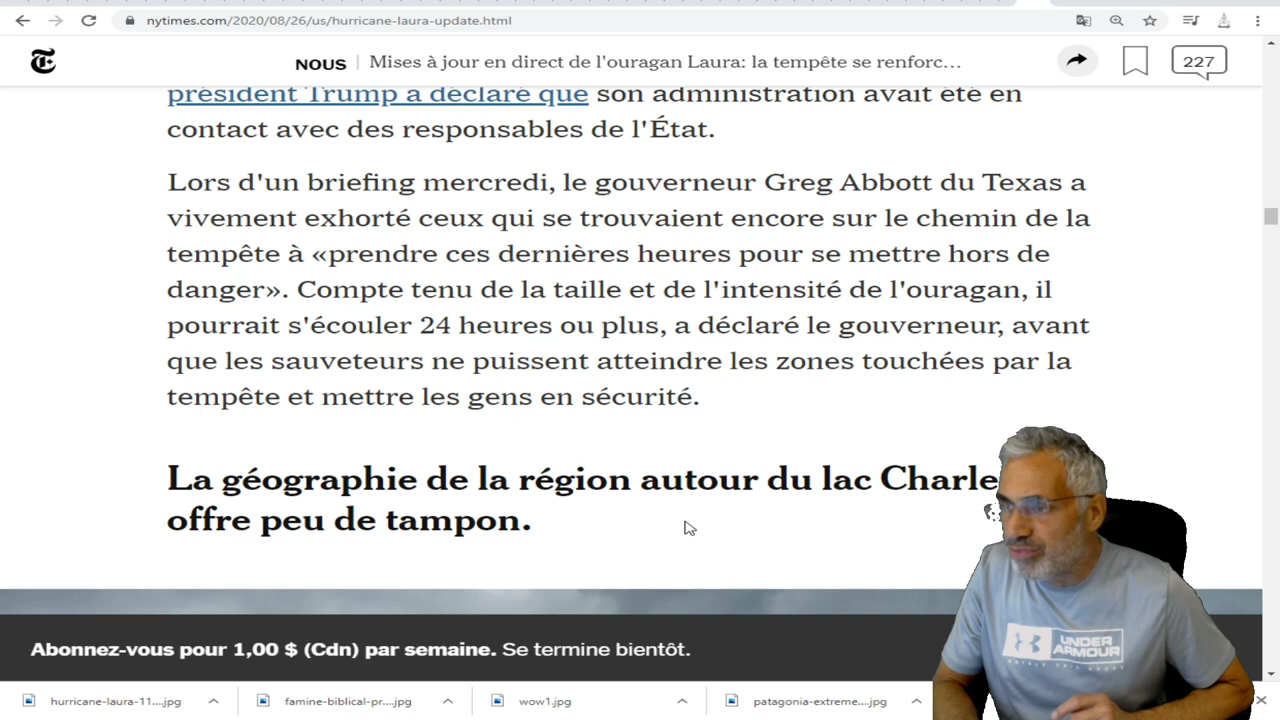 nytimes.com/2020/08/26/us/hurricane-laura-update.html
NOUS | Mises à jour en direct de l'ouragan Laura: la tempête se renforc…
227
président Trump a déclaré que son administration avait été en
contact avec des responsables de l'État.
Lors d'un briefing mercredi, le gouverneur Greg Abbott du Texas a
vivement exhorté ceux qui se trouvaient encore sur le chemin de la
tempête à «prendre ces dernières heures pour se mettre hors de
danger». Compte tenu de la taille et de l'intensité de l'ouragan, il
pourrait s'écouler 24 heures ou plus, a déclaré le gouverneur, avant
que les sauveteurs ne puissent atteindre les zones touchées par la
tempête et mettre les gens en sécurité.
La géographie de la région autour du lac Charle
offre peu de tampon.
Abonnez-vous pour 1,00 $ (Cdn) par semaine. Se termine bientôt.
UNDER
ARMOUR
hurricane-laura-11....jpg
famine-biblical-pr....jpg
wow1.jpg
patagonia-extreme....jpg